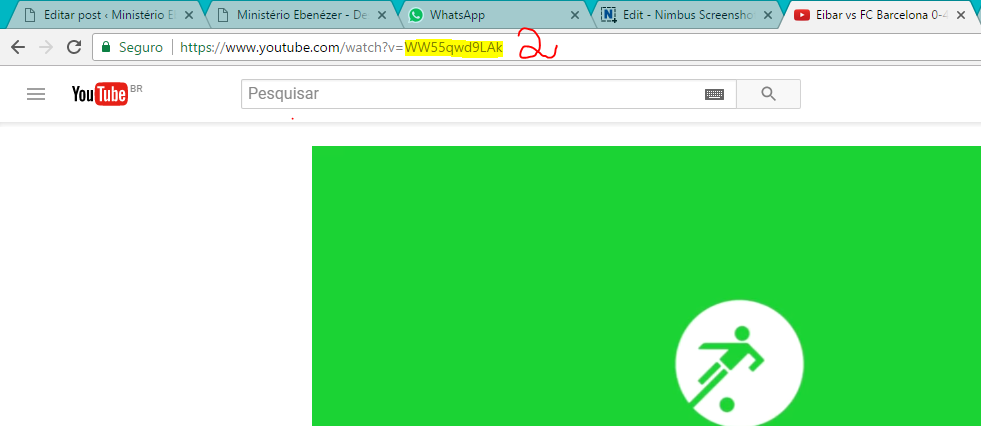 Editar post ‹ Ministério E
Ministério Ebenézer - De
WhatsApp
Edit - Nimbus Screensho
Eibar vs FC Barcelona 0-4
Seguro
https://www.youtube.com/watch?v=WW55qwd9LAk
2
YouTube BR
Pesquisar